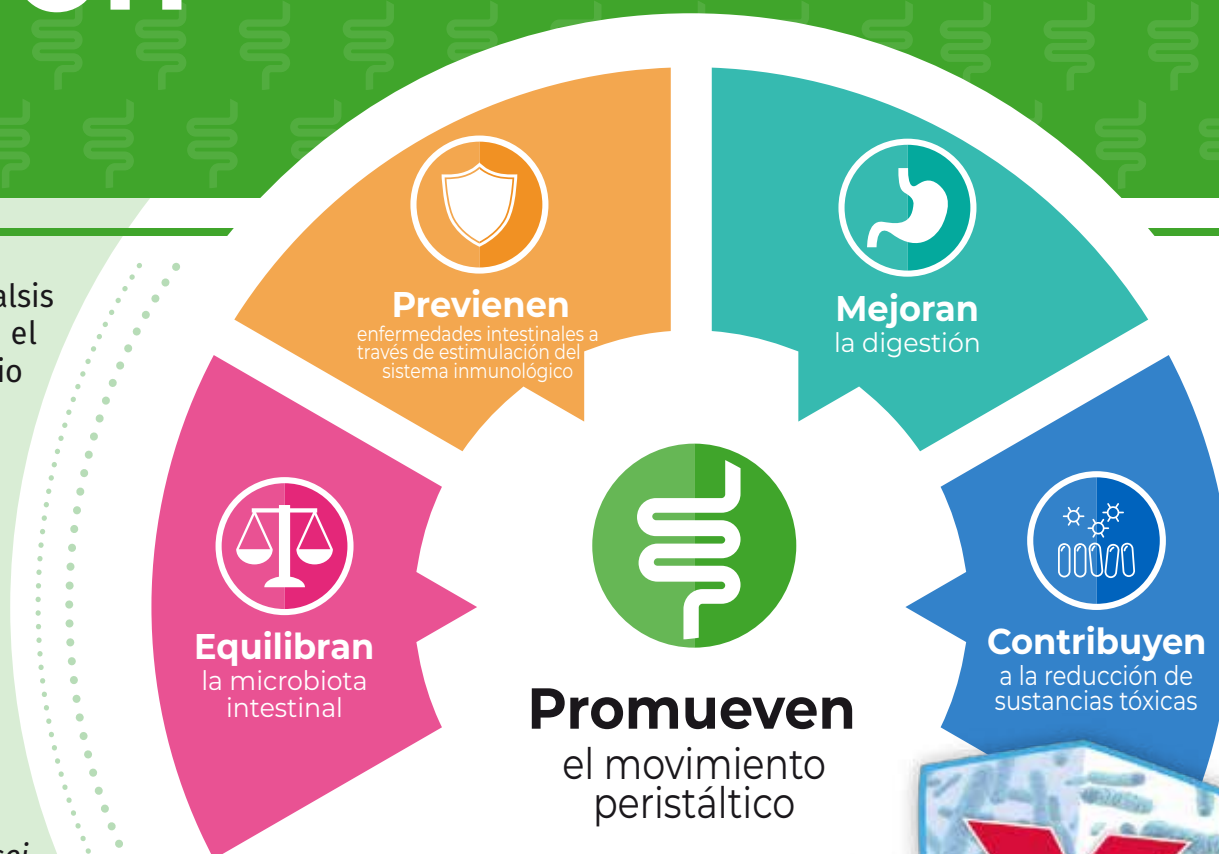 el
Previenen
enfermedades intestinales a
través de estimulación del
sistema inmunológico
Mejoran
la digestión
Equilibran
la microbiota
intestinal
Promueven
el movimiento
peristáltico
Contribuyen
a la reducción de
sustancias tóxicas